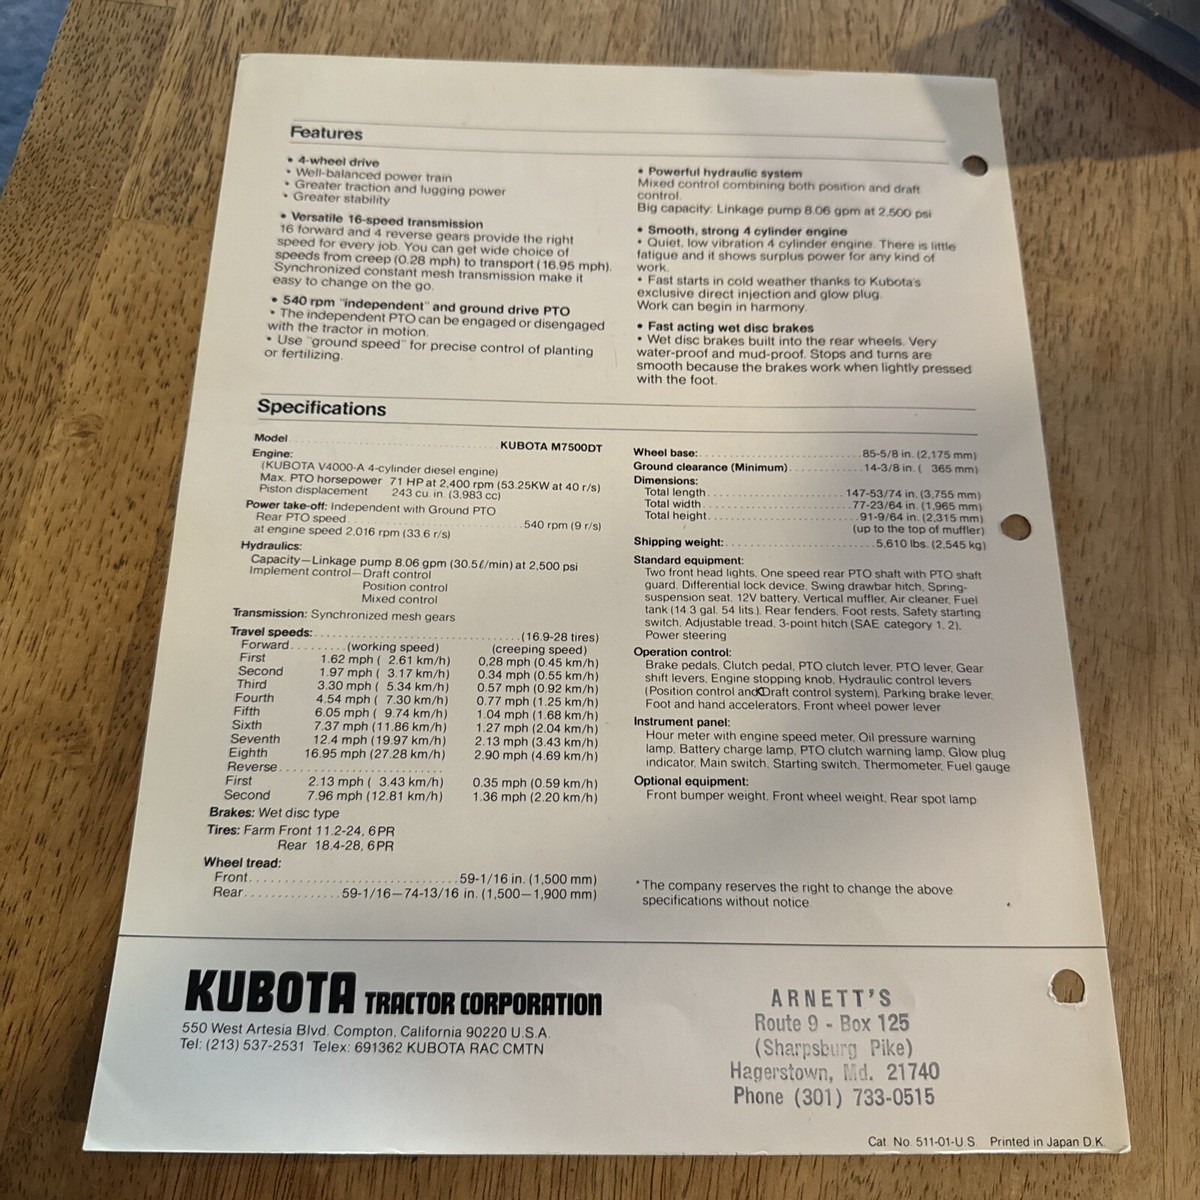 Features
• 4-wheel drive
• Well-balanced power train
• Greater traction and lugging power
• Greater stability
• Versatile 16-speed transmission
16 forward and 4 reverse gears provide the right
speed for every job. You can get wide choice of
speeds from creep (0.28 mph) to transport (16.95 mph).
Synchronized constant mesh transmission make it
easy to change on the go.
• 540 rpm "independent" and ground drive PTO
• The independent PTO can be engaged or disengaged
with the tractor in motion.
• Use "ground speed" for precise control of planting
or fertilizing.
• Powerful hydraulic system
Mixed control combining both position and draft
control.
Big capacity: Linkage pump 8.06 gpm at 2,500 psi
• Smooth, strong 4 cylinder engine
• Quiet, low vibration 4 cylinder engine. There is little
fatigue and it shows surplus power for any kind of
work.
• Fast starts in cold weather thanks to Kubota's
exclusive direct injection and glow plug.
Work can begin in harmony.
• Fast acting wet disc brakes
• Wet disc brakes built into the rear wheels. Very
water-proof and mud-proof. Stops and turns are
smooth because the brakes work when lightly pressed
with the foot.
Specifications
Model KUBOTA M7500DT
Engine:
(KUBOTA V4000-A 4-cylinder diesel engine)
Max. PTO horsepower 71 HP at 2,400 rpm (53.25KW at 40 r/s)
Piston displacement 243 cu. in. (3,983 cc)
Power take-off: Independent with Ground PTO
Rear PTO speed 540 rpm (9 r/s)
at engine speed 2,016 rpm (33.6 r/s)
Hydraulics:
Capacity—Linkage pump 8.06 gpm (30.5ℓ/min) at 2,500 psi
Implement control—Draft control
Position control
Mixed control
Transmission: Synchronized mesh gears
Travel speeds: (16.9-28 tires)
Forward (working speed) (creeping speed)
First 1.62 mph ( 2.61 km/h) 0.28 mph (0.45 km/h)
Second 1.97 mph ( 3.17 km/h) 0.34 mph (0.55 km/h)
Third 3.30 mph ( 5.34 km/h) 0.57 mph (0.92 km/h)
Fourth 4.54 mph ( 7.30 km/h) 0.77 mph (1.25 km/h)
Fifth 6.05 mph ( 9.74 km/h) 1.04 mph (1.68 km/h)
Sixth 7.37 mph (11.86 km/h) 1.27 mph (2.04 km/h)
Seventh 12.4 mph (19.97 km/h) 2.13 mph (3.43 km/h)
Eighth 16.95 mph (27.28 km/h) 2.90 mph (4.69 km/h)
Reverse
First 2.13 mph ( 3.43 km/h) 0.35 mph (0.59 km/h)
Second 7.96 mph (12.81 km/h) 1.36 mph (2.20 km/h)
Brakes: Wet disc type
Tires: Farm Front 11.2-24, 6PR
Rear 18.4-28, 6PR
Wheel tread:
Front 59-1/16 in. (1,500 mm)
Rear 59-1/16—74-13/16 in. (1,500—1,900 mm)
Wheel base: 85-5/8 in. (2,175 mm)
Ground clearance (Minimum) 14-3/8 in. ( 365 mm)
Dimensions:
Total length 147-53/74 in. (3,755 mm)
Total width 77-23/64 in. (1,965 mm)
Total height 91-9/64 in. (2,315 mm)
(up to the top of muffler)
Shipping weight: 5,610 lbs. (2,545 kg)
Standard equipment:
Two front head lights, One speed rear PTO shaft with PTO shaft
guard, Differential lock device, Swing drawbar hitch, Spring-
suspension seat, 12V battery, Vertical muffler, Air cleaner, Fuel
tank (14.3 gal. 54 lits.), Rear fenders, Foot rests, Safety starting
switch, Adjustable tread, 3-point hitch (SAE category 1, 2),
Power steering
Operation control:
Brake pedals, Clutch pedal, PTO clutch lever, PTO lever, Gear
shift levers, Engine stopping knob, Hydraulic control levers
(Position control and Draft control system), Parking brake lever,
Foot and hand accelerators, Front wheel power lever
Instrument panel:
Hour meter with engine speed meter, Oil pressure warning
lamp, Battery charge lamp, PTO clutch warning lamp, Glow plug
indicator, Main switch, Starting switch, Thermometer, Fuel gauge
Optional equipment:
Front bumper weight, Front wheel weight, Rear spot lamp
*The company reserves the right to change the above
specifications without notice.
KUBOTA TRACTOR CORPORATION
550 West Artesia Blvd. Compton, California 90220 U.S.A.
Tel: (213) 537-2531 Telex: 691362 KUBOTA RAC CMTN
ARNETT'S
Route 9 - Box 125
(Sharpsburg Pike)
Hagerstown, Md. 21740
Phone (301) 733-0515
Cat. No. 511-01-U.S. Printed in Japan D.K.